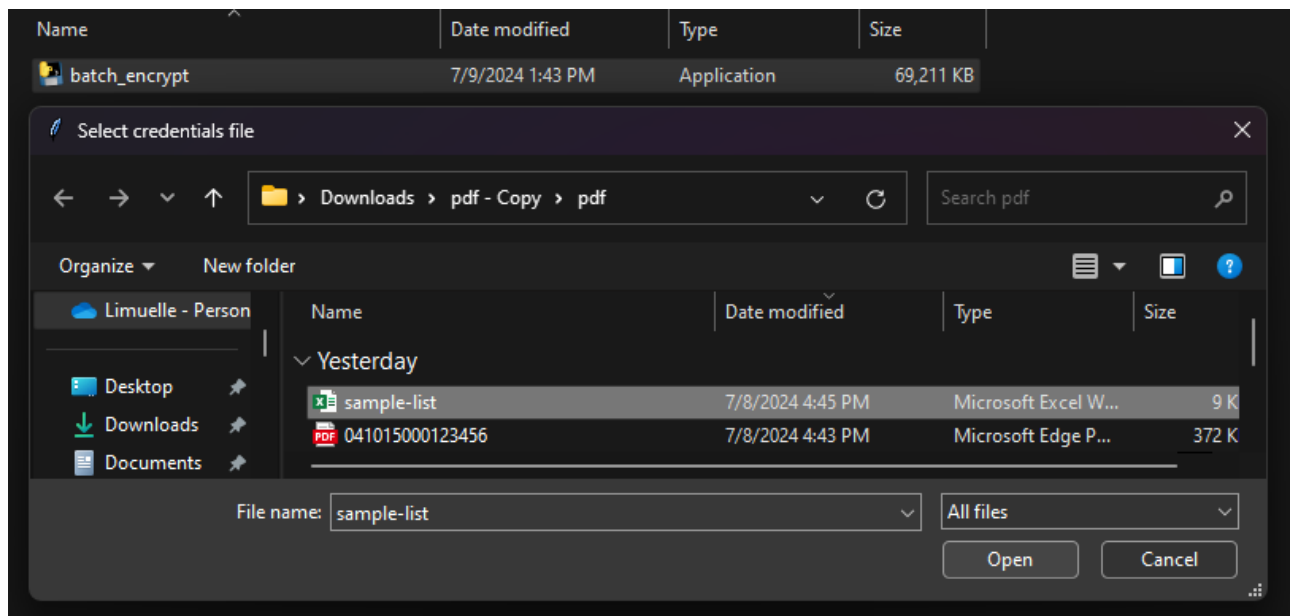 Name Date modified Type Size
batch_encrypt 7/9/2024 1:43 PM Application 69,211 KB
Select credentials file
Downloads pdf - Copy pdf Search pdf
Organize New folder
Limuelle - Person Name Date modified Type Size
Yesterday
Desktop sample-list 7/8/2024 4:45 PM Microsoft Excel W... 9 K
Downloads PDF 041015000123456 7/8/2024 4:43 PM Microsoft Edge P... 372 K
Documents
File name: sample-list All files
Open Cancel